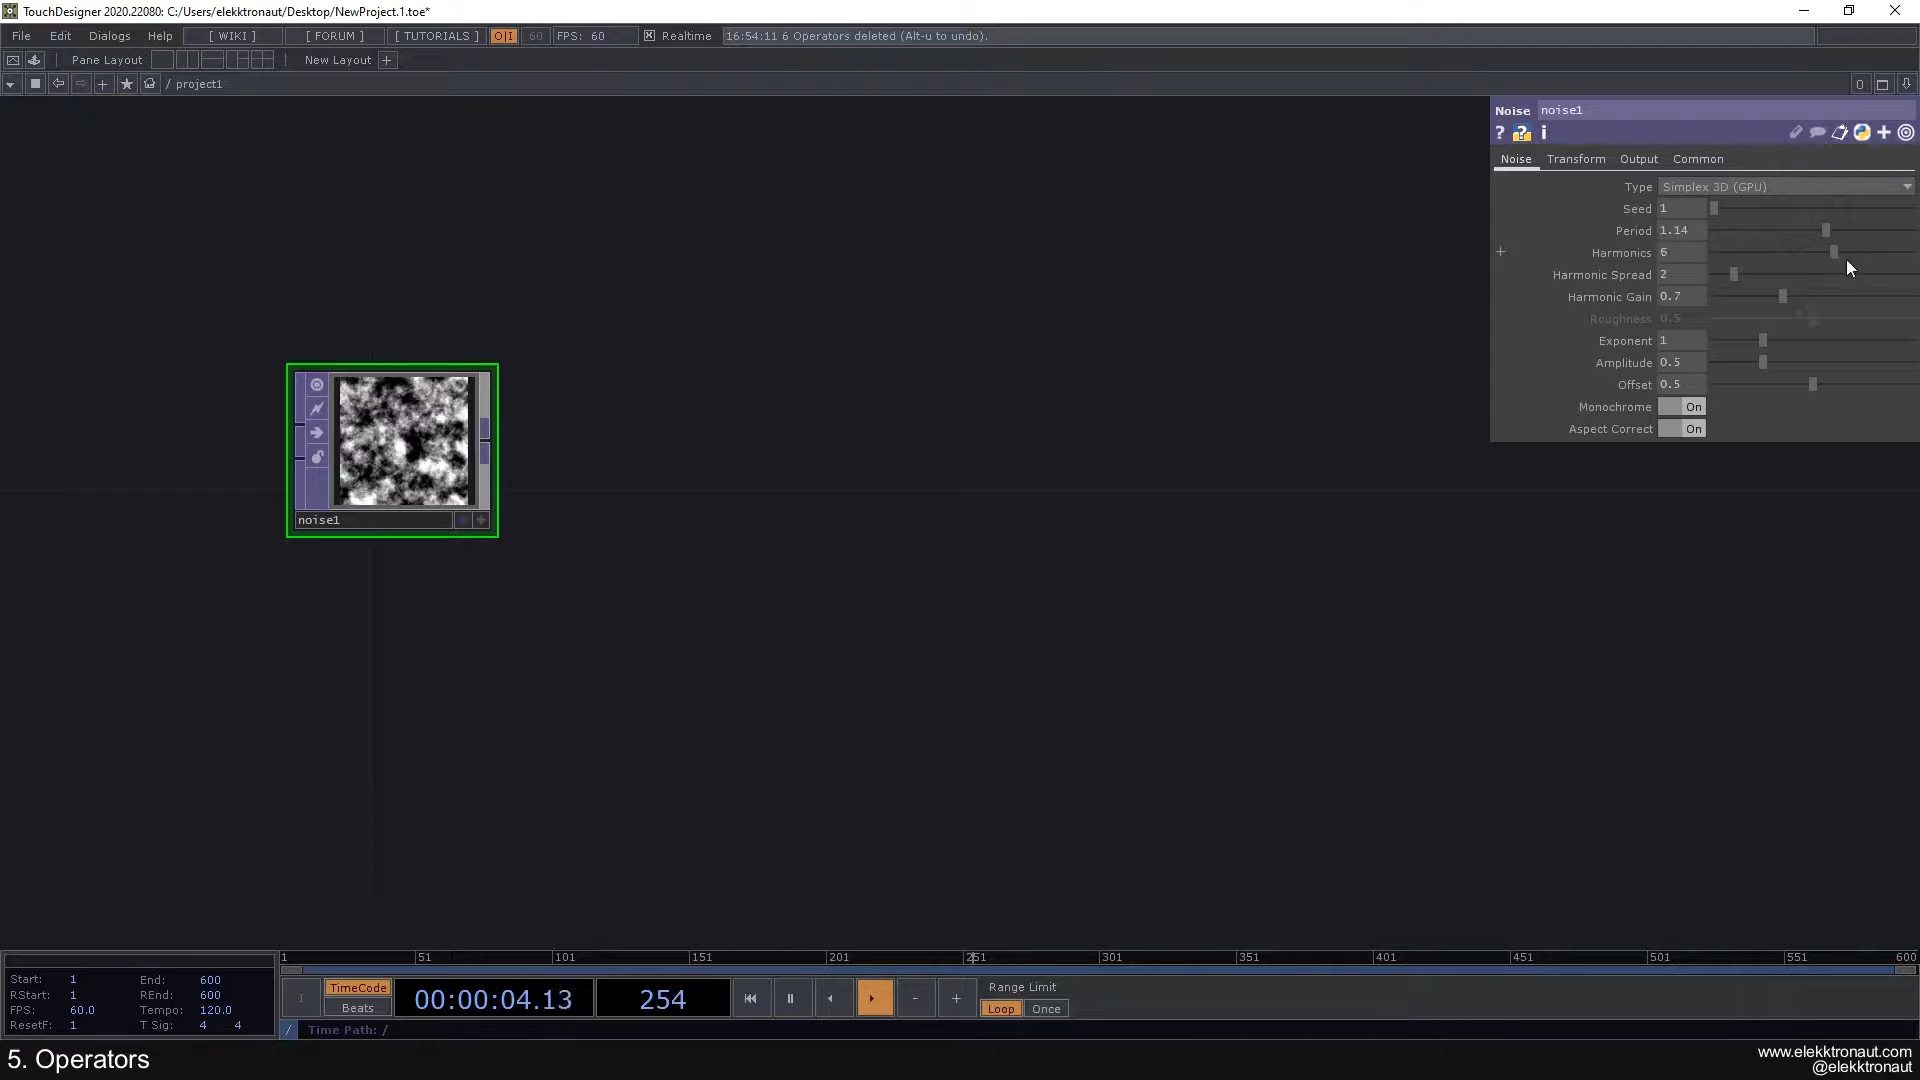 TouchDesigner 2020.22080: C:/Users/elekktronaut/Desktop/NewProject.1.toe*
File Edit Dialogs Help [ WIKI ] [ FORUM ] [ TUTORIALS ] O|I 60 FPS: 60 Realtime 16:54:11 6 Operators deleted (Alt-u to undo).
Pane Layout New Layout +
/ project1 0
Noise noise1
? ? i
Noise Transform Output Common
Type Simplex 3D (GPU)
Seed 1
Period 1.14
+ Harmonics 6
Harmonic Spread 2
Harmonic Gain 0.7
Roughness 0.5
Exponent 1
Amplitude 0.5
Offset 0.5
Monochrome On
Aspect Correct On
noise1
1 51 101 151 201 251 301 351 401 451 501 551 600
Start: 1 End: 600
RStart: 1 REnd: 600
FPS: 60.0 Tempo: 120.0
ResetF: 1 T Sig: 4 4
I TimeCode Beats 00:00:04.13 254 - + Range Limit
Loop Once
/ Time Path: /
5. Operators
www.elekktronaut.com
@elekktronaut